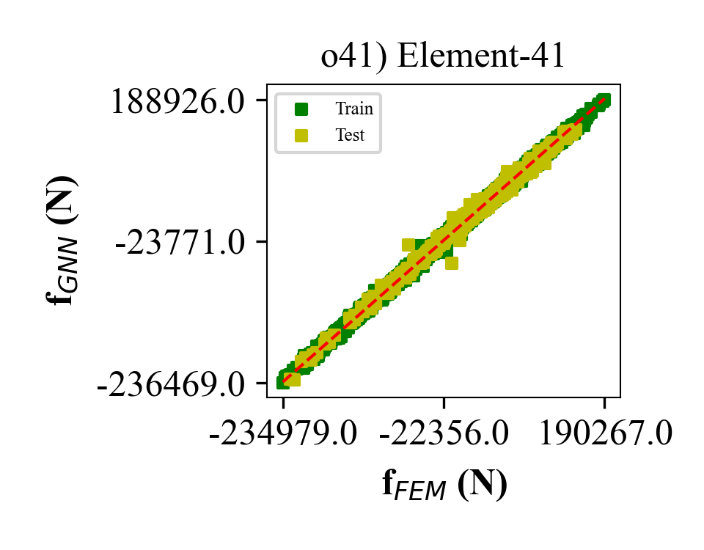 o41) Element-41
Train
Test
188926.0
-23771.0
-236469.0
f_GNN (N)
-234979.0 -22356.0 190267.0
f_FEM (N)